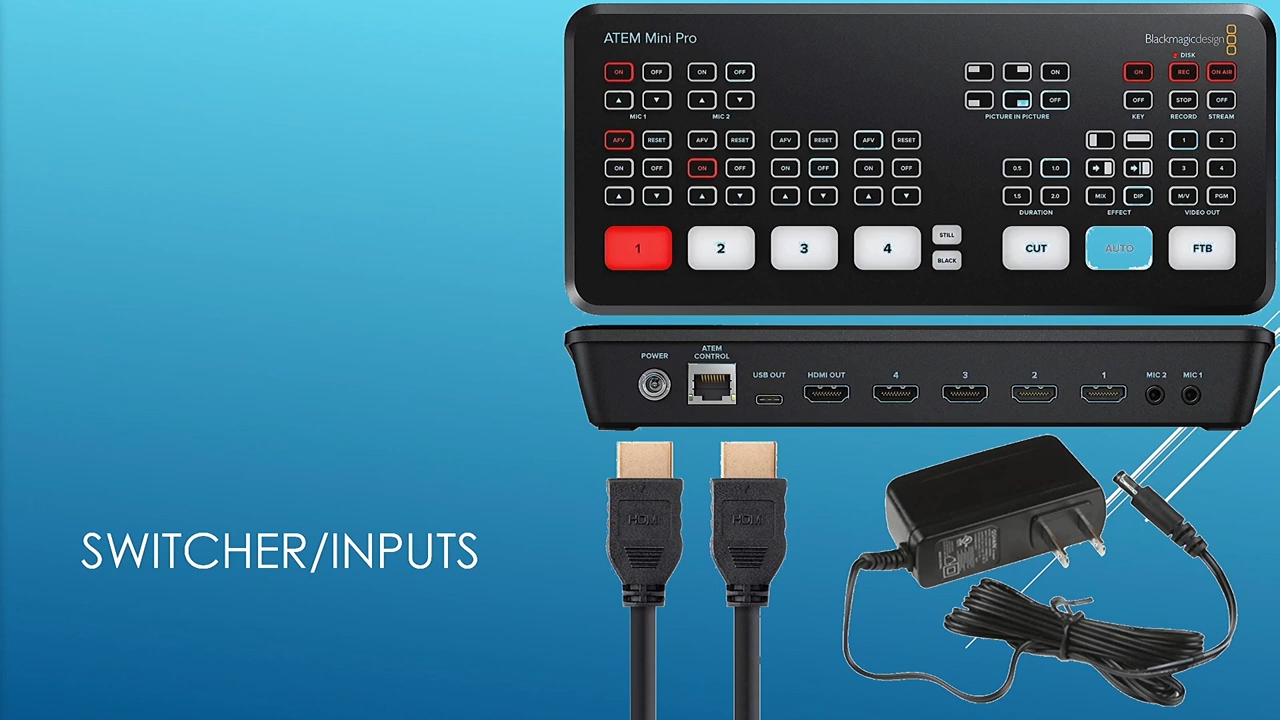 ATEM Mini Pro
Blackmagicdesign
DISK
ON OFF ON OFF ON ON REC ON AIR
OFF OFF STOP OFF
MIC 1 MIC 2 PICTURE IN PICTURE KEY RECORD STREAM
AFV RESET AFV RESET AFV RESET AFV RESET 1 2
ON OFF ON OFF ON OFF ON OFF 0.5 1.0 3 4
1.5 2.0 MIX DIP M/V PGM
DURATION EFFECT VIDEO OUT
1 2 3 4 STILL BLACK CUT AUTO FTB
POWER
ATEM
CONTROL
USB OUT HDMI OUT 4 3 2 1 MIC 2 MIC 1
HDMI HDMI
SWITCHER/INPUTS